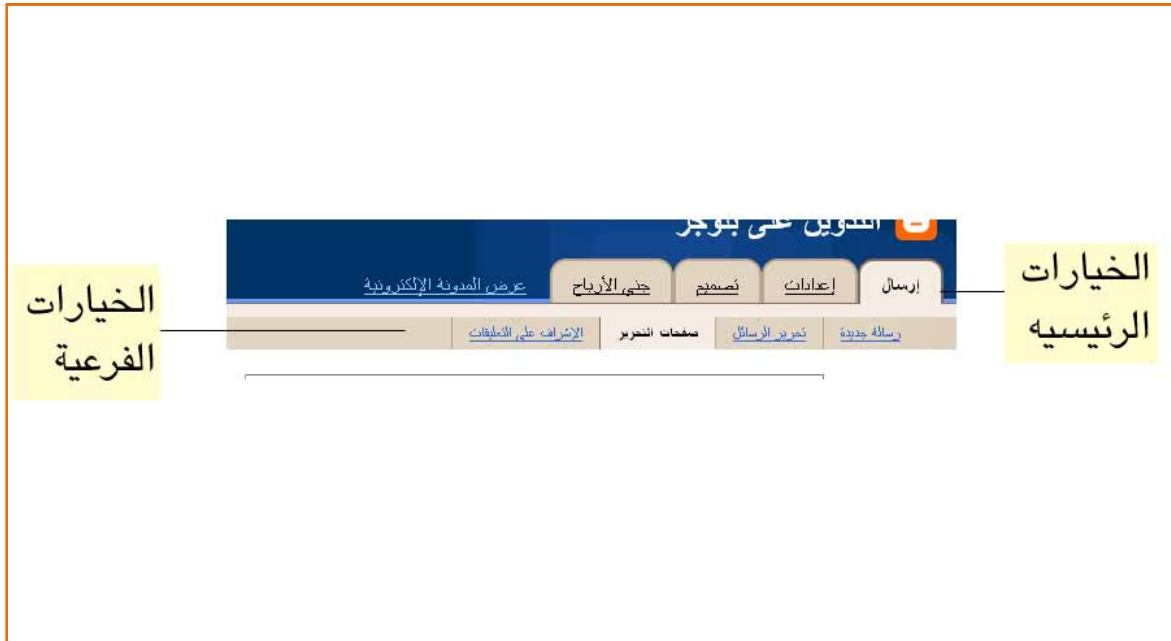 التدوين على بلوجر
إرسال إعدادات تصميم جني الأرباح عرض المدونة الإلكترونية
رسالة جديدة تحرير الرسائل صفحات التحرير الإشراف على التعليقات
الخيارات
الرئيسيه
الخيارات
الفرعية